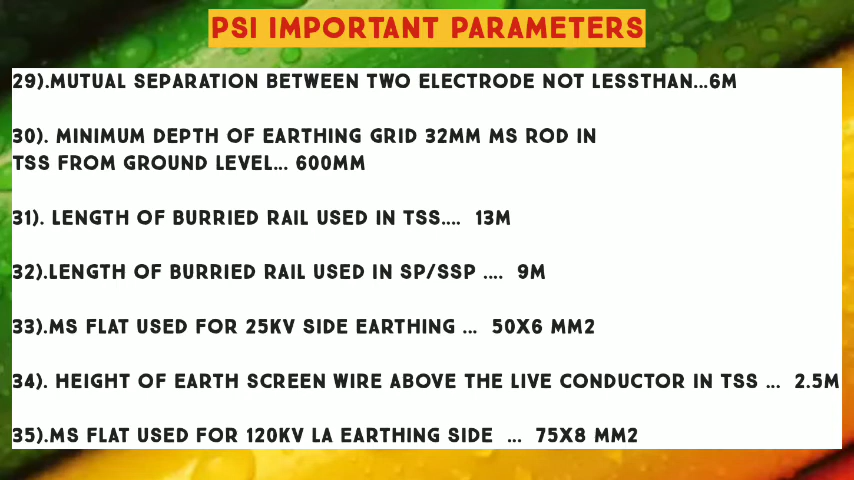 PSI IMPORTANT PARAMETERS
29).MUTUAL SEPARATION BETWEEN TWO ELECTRODE NOT LESSTHAN...6M
30). MINIMUM DEPTH OF EARTHING GRID 32MM MS ROD IN
TSS FROM GROUND LEVEL... 600MM
31). LENGTH OF BURRIED RAIL USED IN TSS.... 13M
32).LENGTH OF BURRIED RAIL USED IN SP/SSP .... 9M
33).MS FLAT USED FOR 25KV SIDE EARTHING ... 50X6 MM2
34). HEIGHT OF EARTH SCREEN WIRE ABOVE THE LIVE CONDUCTOR IN TSS ... 2.5M
35).MS FLAT USED FOR 120KV LA EARTHING SIDE ... 75X8 MM2